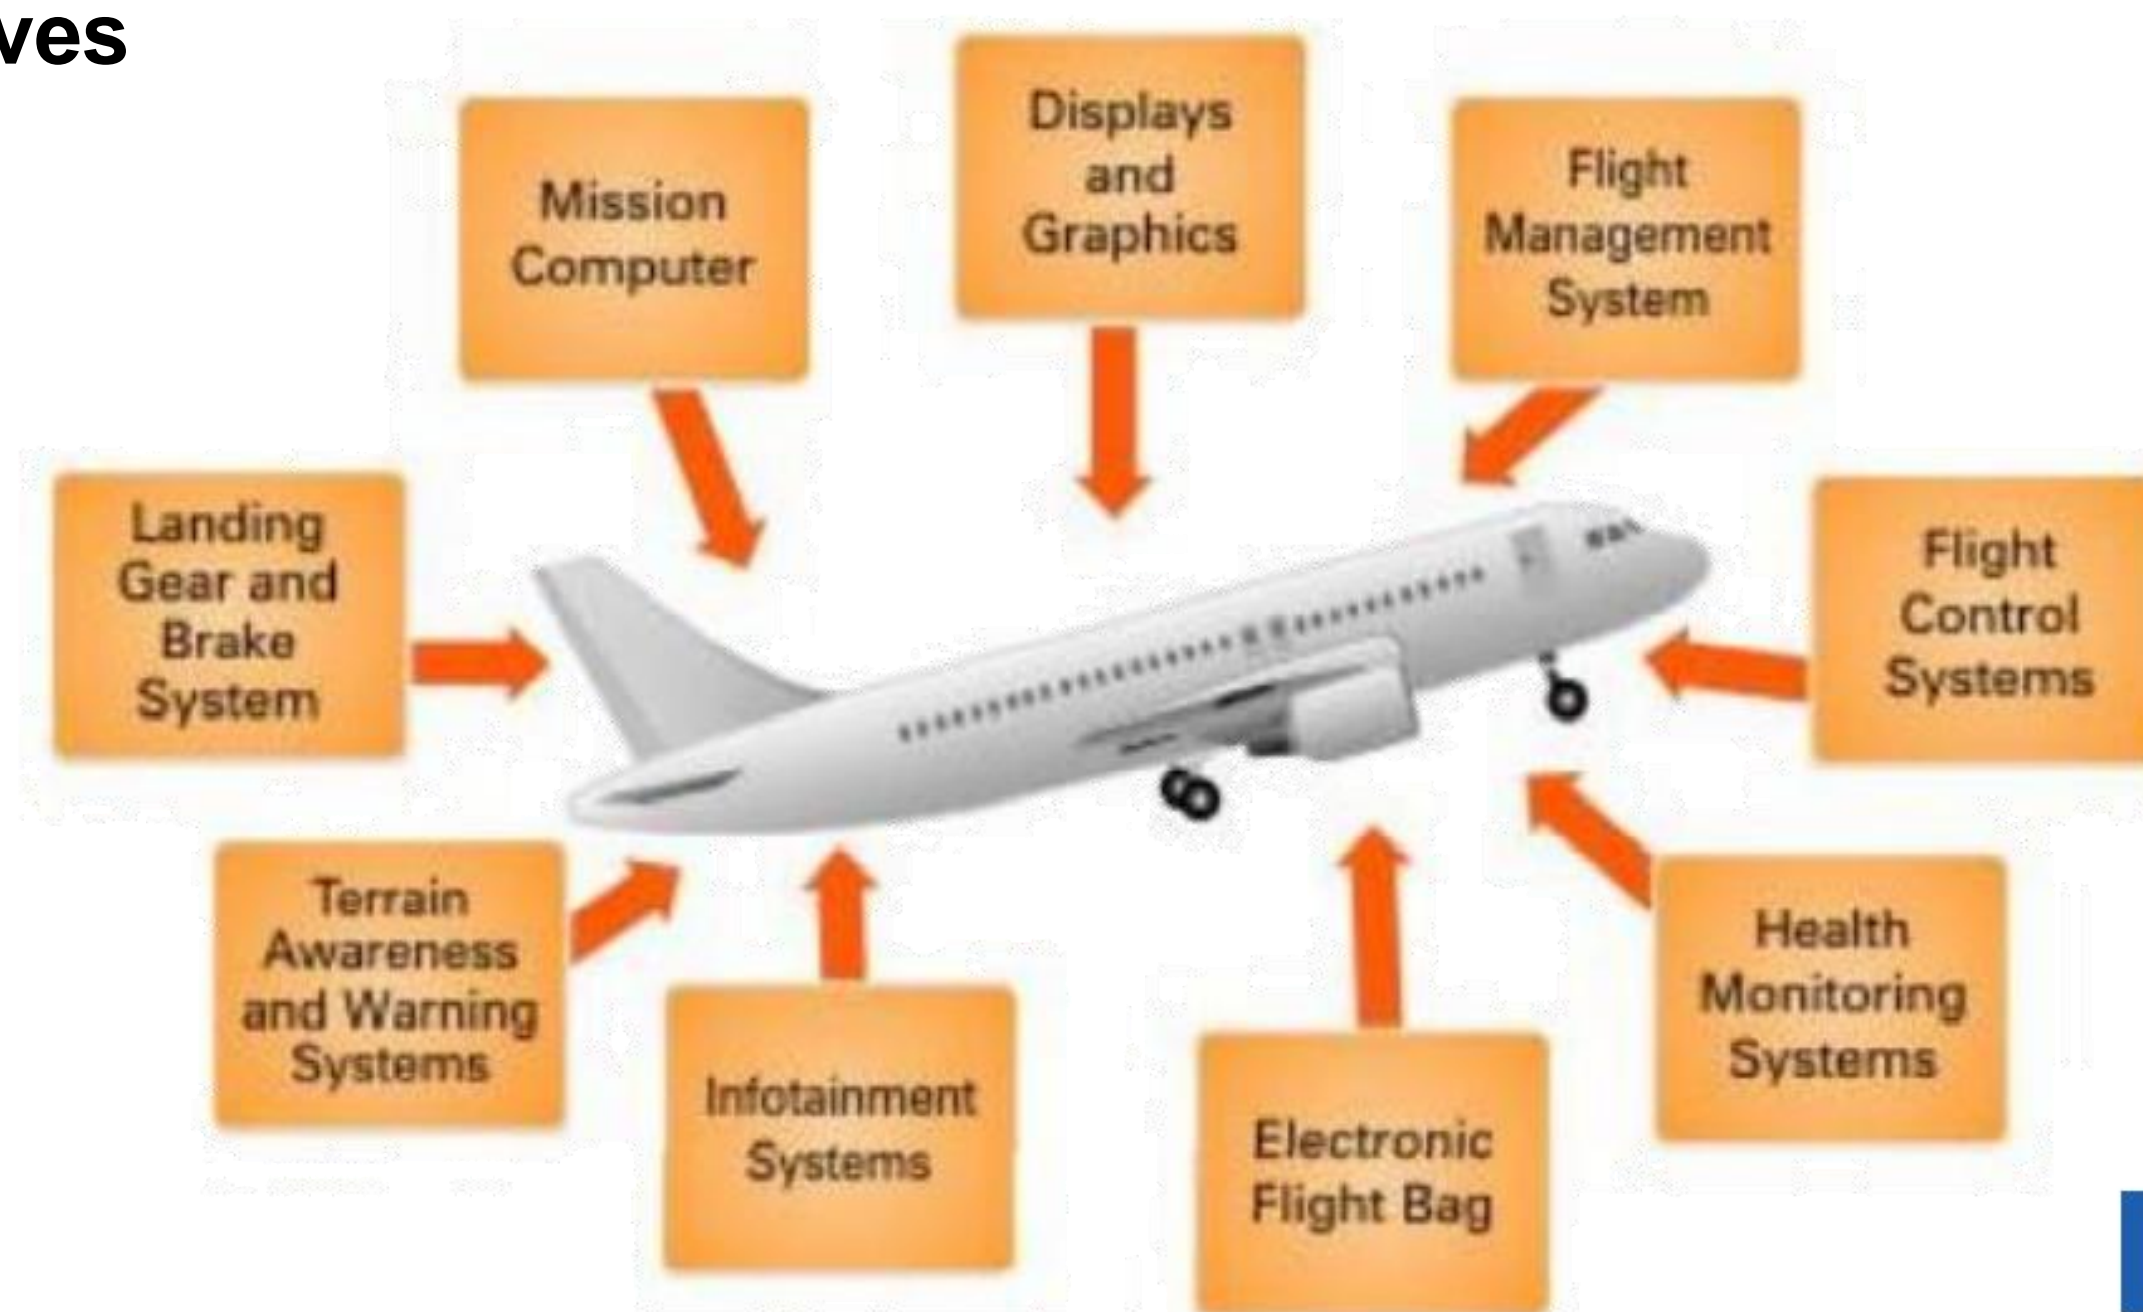 ves
Mission
Computer
Displays
and
Graphics
Flight
Management
System
Landing
Gear and
Brake
System
Flight
Control
Systems
Terrain
Awareness
and Warning
Systems
Infotainment
Systems
Electronic
Flight Bag
Health
Monitoring
Systems